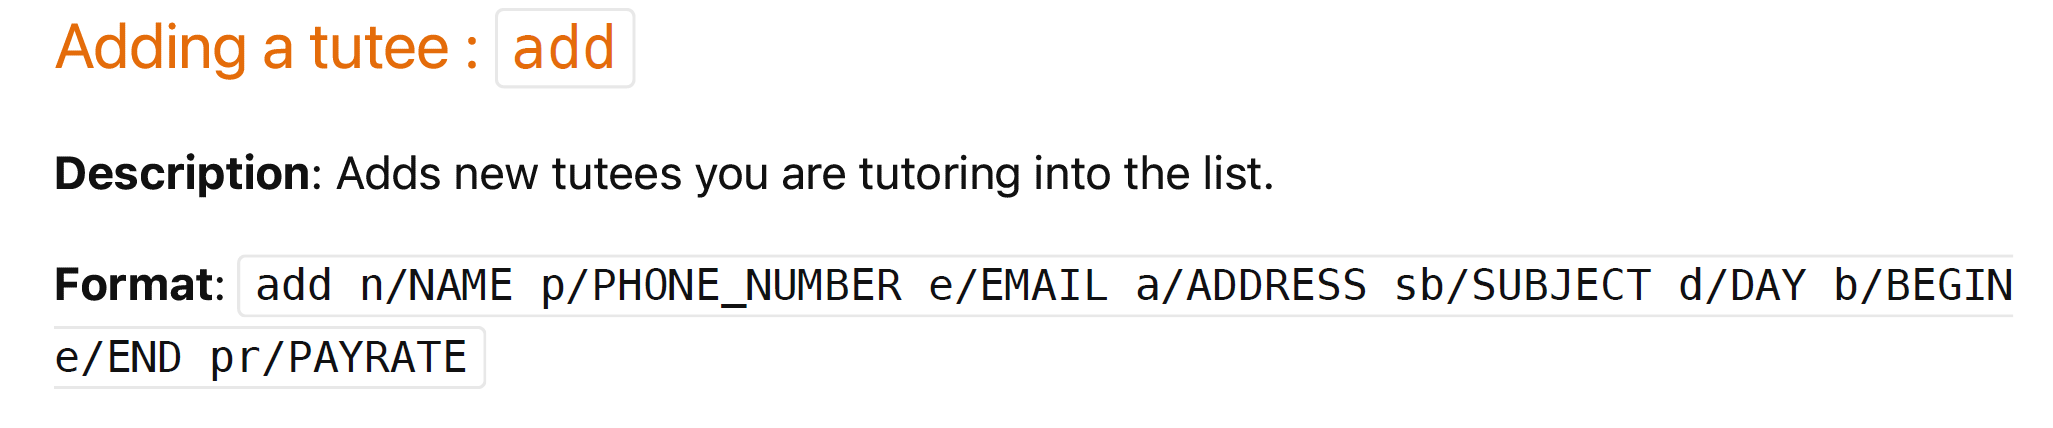 Adding a tutee : add
Description: Adds new tutees you are tutoring into the list.
Format: add n/NAME p/PHONE_NUMBER e/EMAIL a/ADDRESS sb/SUBJECT d/DAY b/BEGIN
e/END pr/PAYRATE